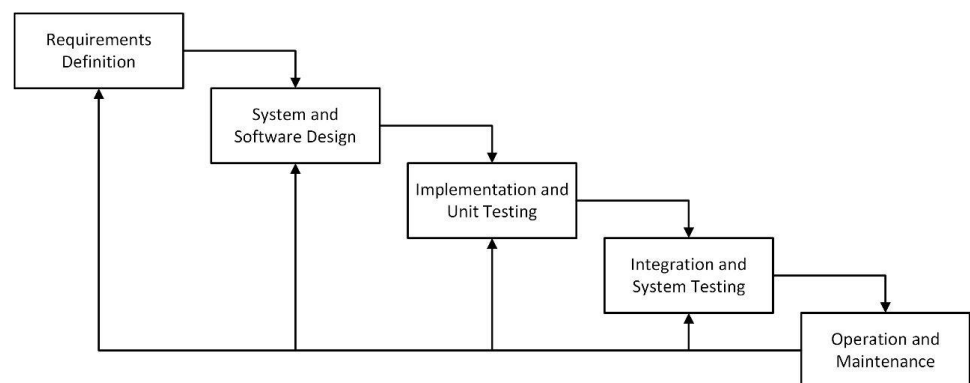 Requirements
Definition
System and
Software Design
Implementation and
Unit Testing
Integration and
System Testing
Operation and
Maintenance